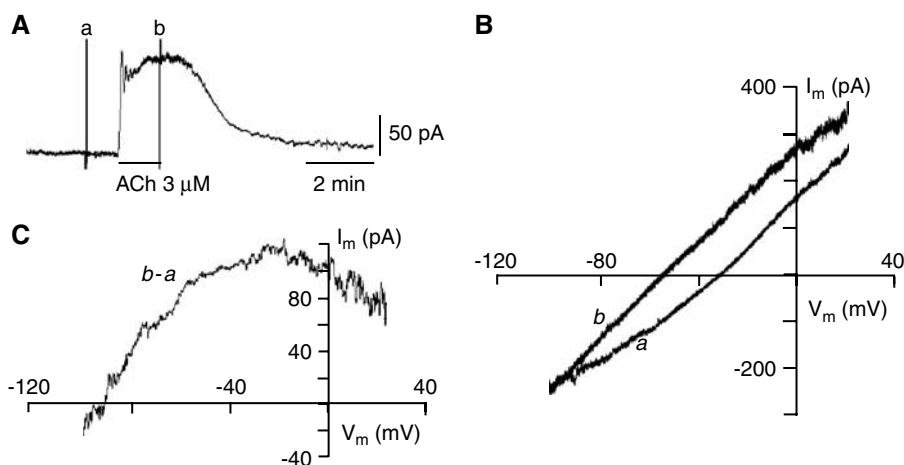 A
a
b
50 pA
ACh 3 μM
2 min
B
400
I_m (pA)
-120
-80
40
b
a
V_m (mV)
-200
C
I_m (pA)
b-a
80
40
-120
-40
40
V_m (mV)
-40